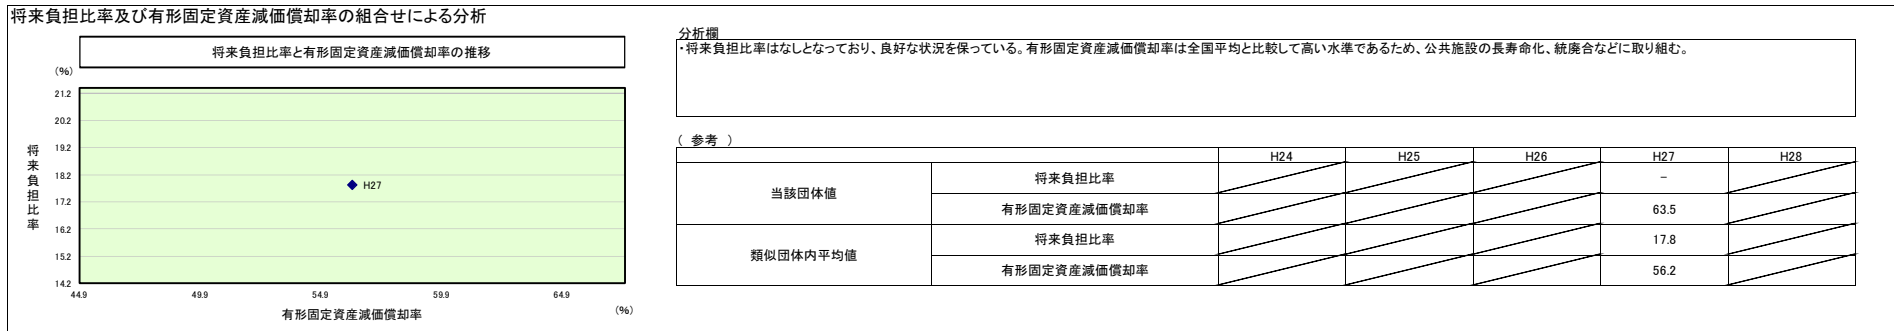 将来負担比率及び有形固定資産減価償却率の組合せによる分析
将来負担比率と有形固定資産減価償却率の推移
(%)
21.2
20.2
19.2
18.2
17.2
16.2
15.2
14.2
将来負担比率
H27
44.9 49.9 54.9 59.9 64.9
有形固定資産減価償却率 (%)
分析欄
・将来負担比率はなしとなっており、良好な状況を保っている。有形固定資産減価償却率は全国平均と比較して高い水準であるため、公共施設の長寿命化、統廃合などに取り組む。
( 参考 )
H24 H25 H26 H27 H28
当該団体値 将来負担比率 -
有形固定資産減価償却率 63.5
類似団体内平均値 将来負担比率 17.8
有形固定資産減価償却率 56.2